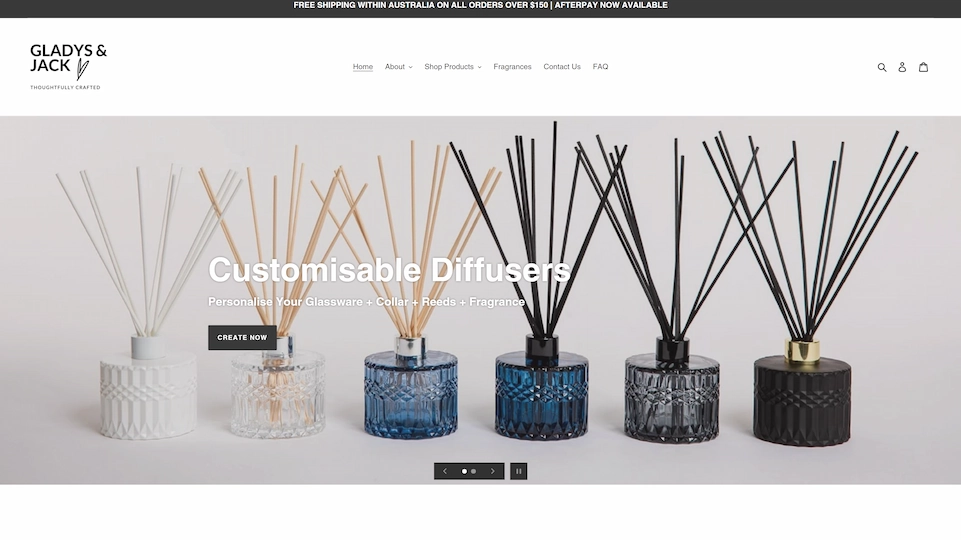 FREE SHIPPING WITHIN AUSTRALIA ON ALL ORDERS OVER $150 | AFTERPAY NOW AVAILABLE
GLADYS &
JACK
THOUGHTFULLY CRAFTED
Home About Shop Products Fragrances Contact Us FAQ
Customisable Diffusers
Personalise Your Glassware + Collar + Reeds + Fragrance
CREATE NOW